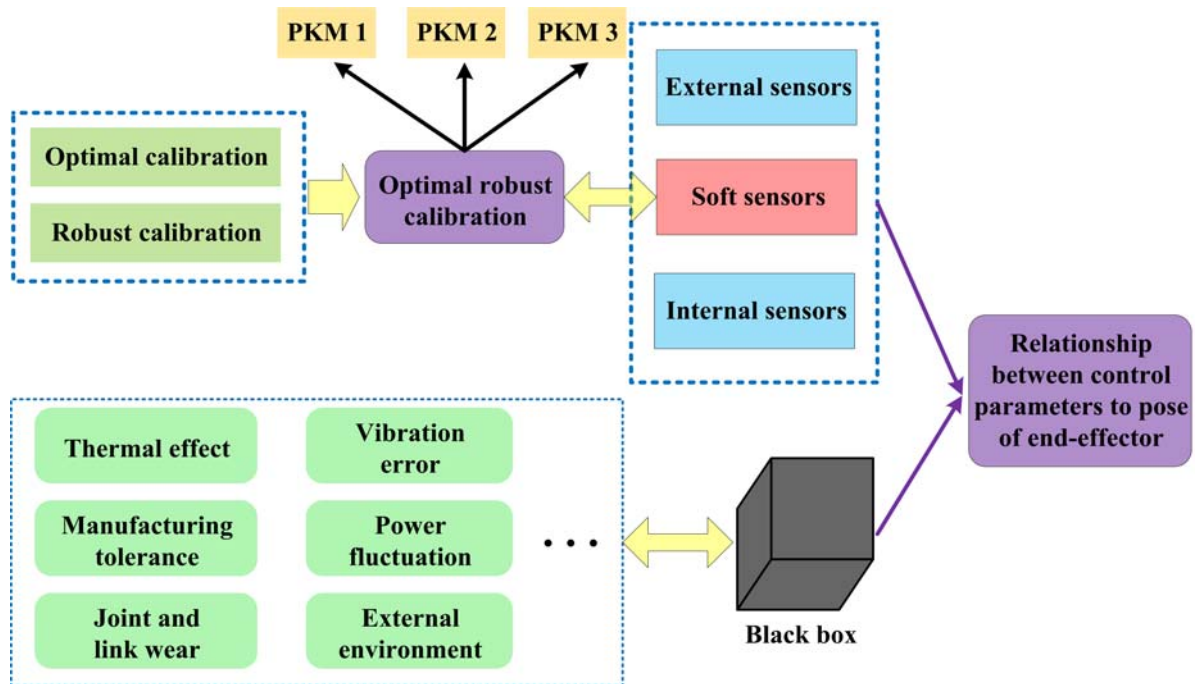 PKM 1
PKM 2
PKM 3
External sensors
Optimal calibration
Robust calibration
Optimal robust
calibration
Soft sensors
Internal sensors
Relationship
between control
parameters to pose
of end-effector
Thermal effect
Vibration
error
Manufacturing
tolerance
Power
fluctuation
...
Joint and
link wear
External
environment
Black box